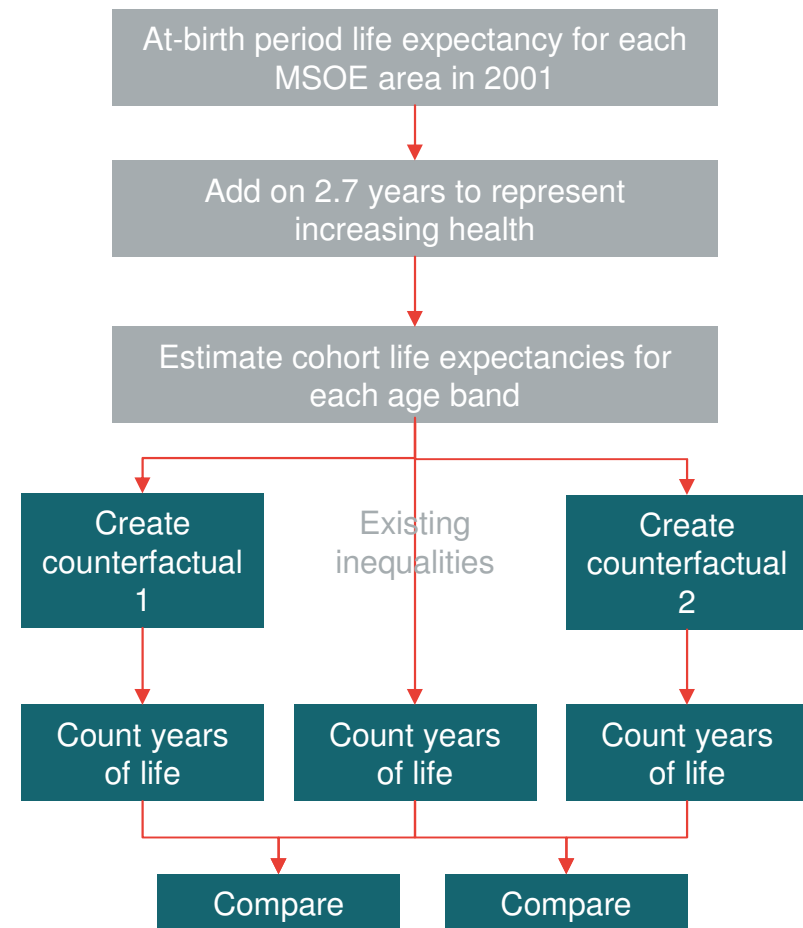 At-birth period life expectancy for each
MSOE area in 2001
Add on 2.7 years to represent
increasing health
Estimate cohort life expectancies for
each age band
Create
counterfactual
1
Existing
inequalities
Create
counterfactual
2
Count years
of life
Count years
of life
Count years
of life
Compare
Compare